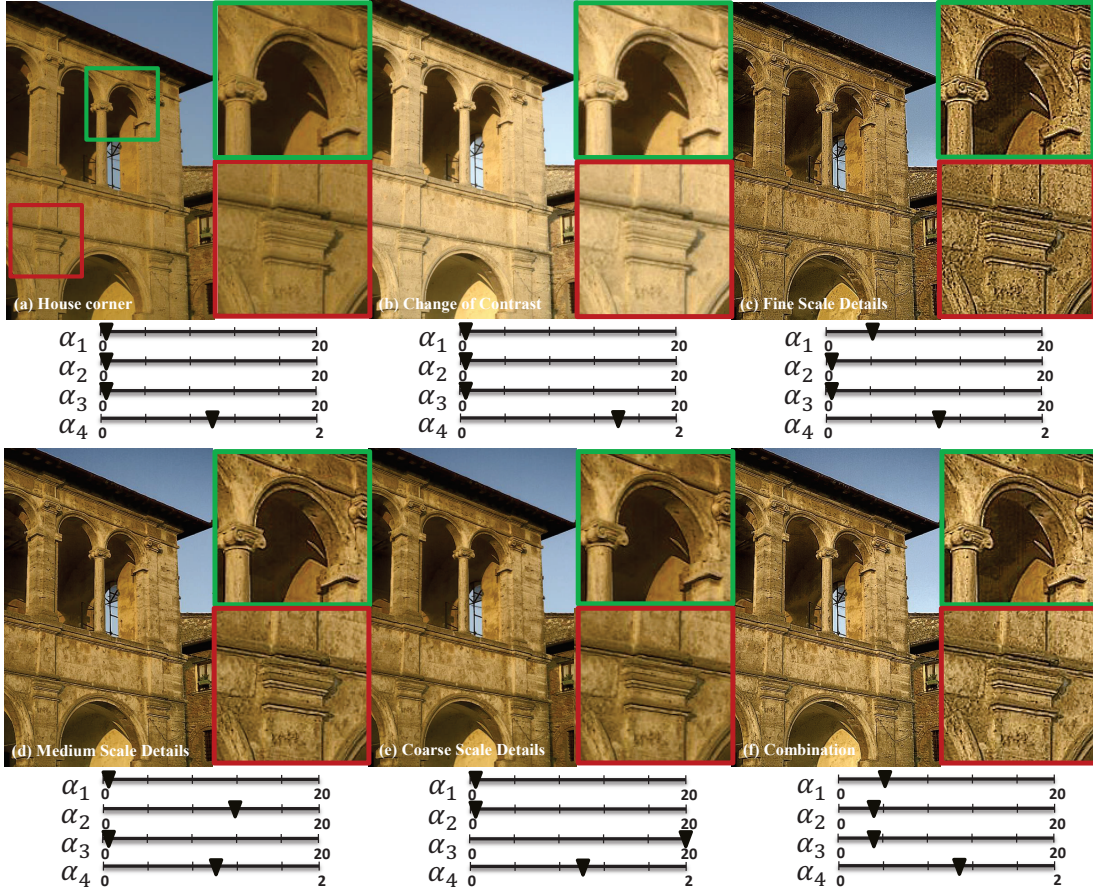 (a) House corner (b) Change of Contrast (c) Fine Scale Details
α1 0 20 α1 0 20 α1 0 20
α2 0 20 α2 0 20 α2 0 20
α3 0 20 α3 0 20 α3 0 20
α4 0 2 α4 0 2 α4 0 2
(d) Medium Scale Details (e) Coarse Scale Details (f) Combination
α1 0 20 α1 0 20 α1 0 20
α2 0 20 α2 0 20 α2 0 20
α3 0 20 α3 0 20 α3 0 20
α4 0 2 α4 0 2 α4 0 2